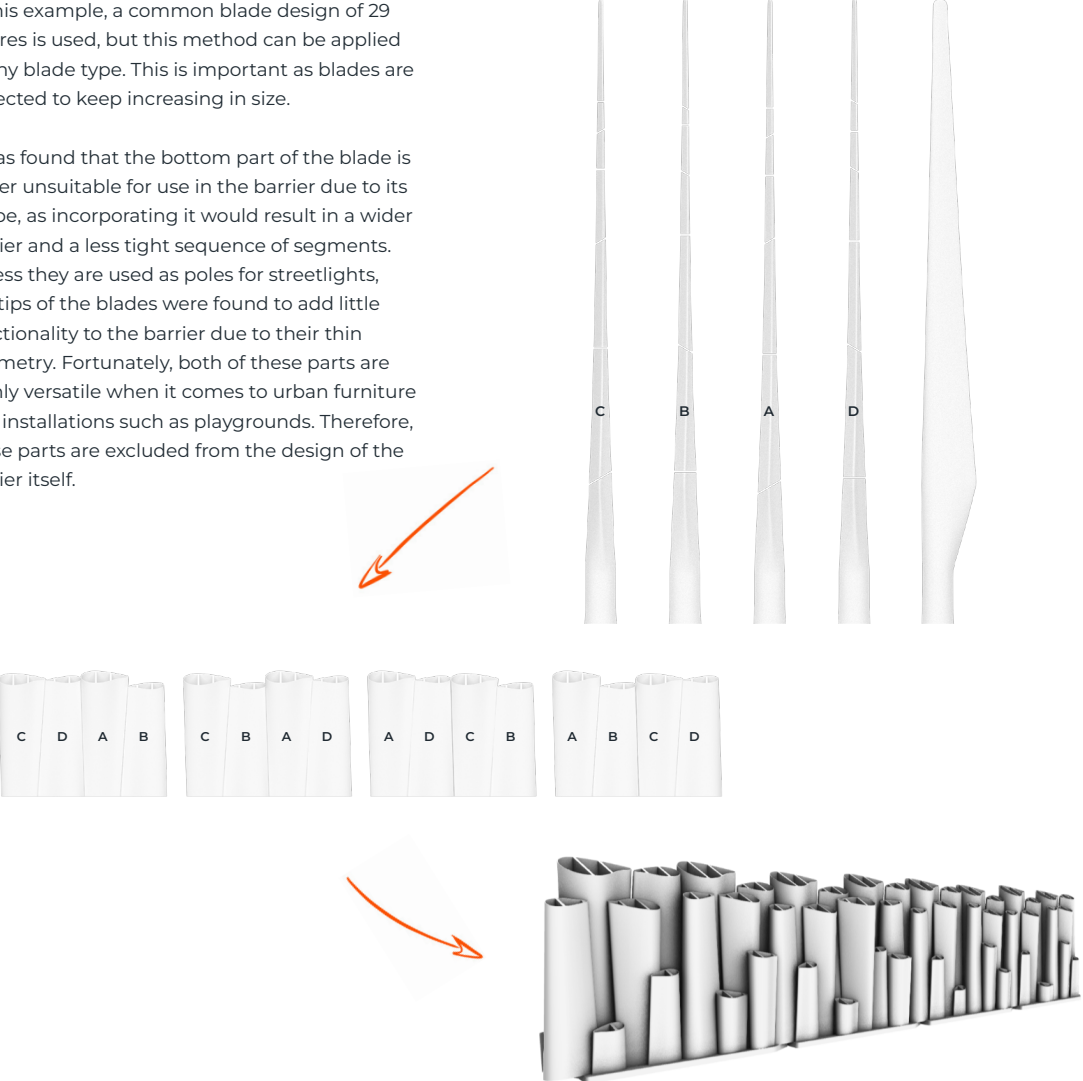 his example, a common blade design of 29
res is used, but this method can be applied
ny blade type. This is important as blades are
ected to keep increasing in size.
as found that the bottom part of the blade is
er unsuitable for use in the barrier due to its
pe, as incorporating it would result in a wider
ier and a less tight sequence of segments.
ess they are used as poles for streetlights,
tips of the blades were found to add little
ctionality to the barrier due to their thin
metry. Fortunately, both of these parts are
nly versatile when it comes to urban furniture
installations such as playgrounds. Therefore,
se parts are excluded from the design of the
ier itself.
C B A D
C D A B C B A D A D C B A B C D